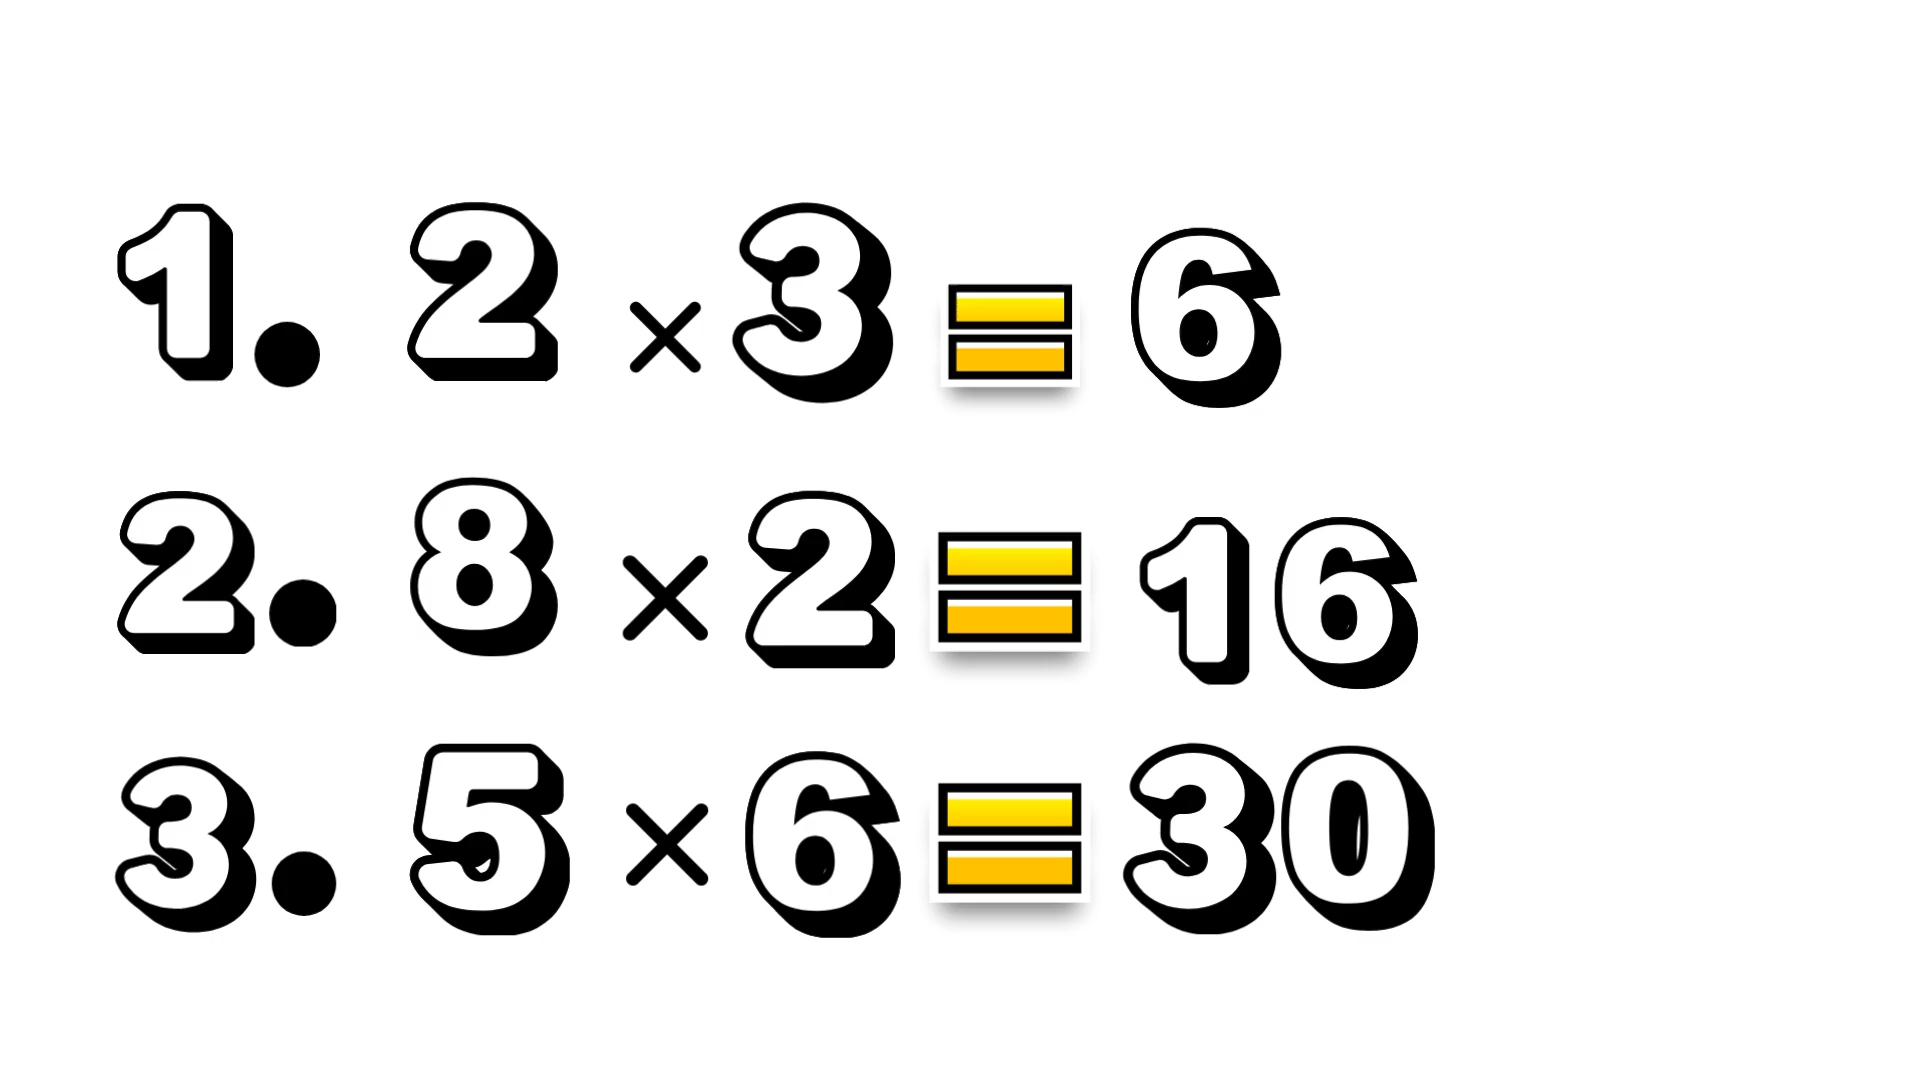 1. 2 × 3 = 6
2. 8 × 2 = 16
3. 5 × 6 = 30